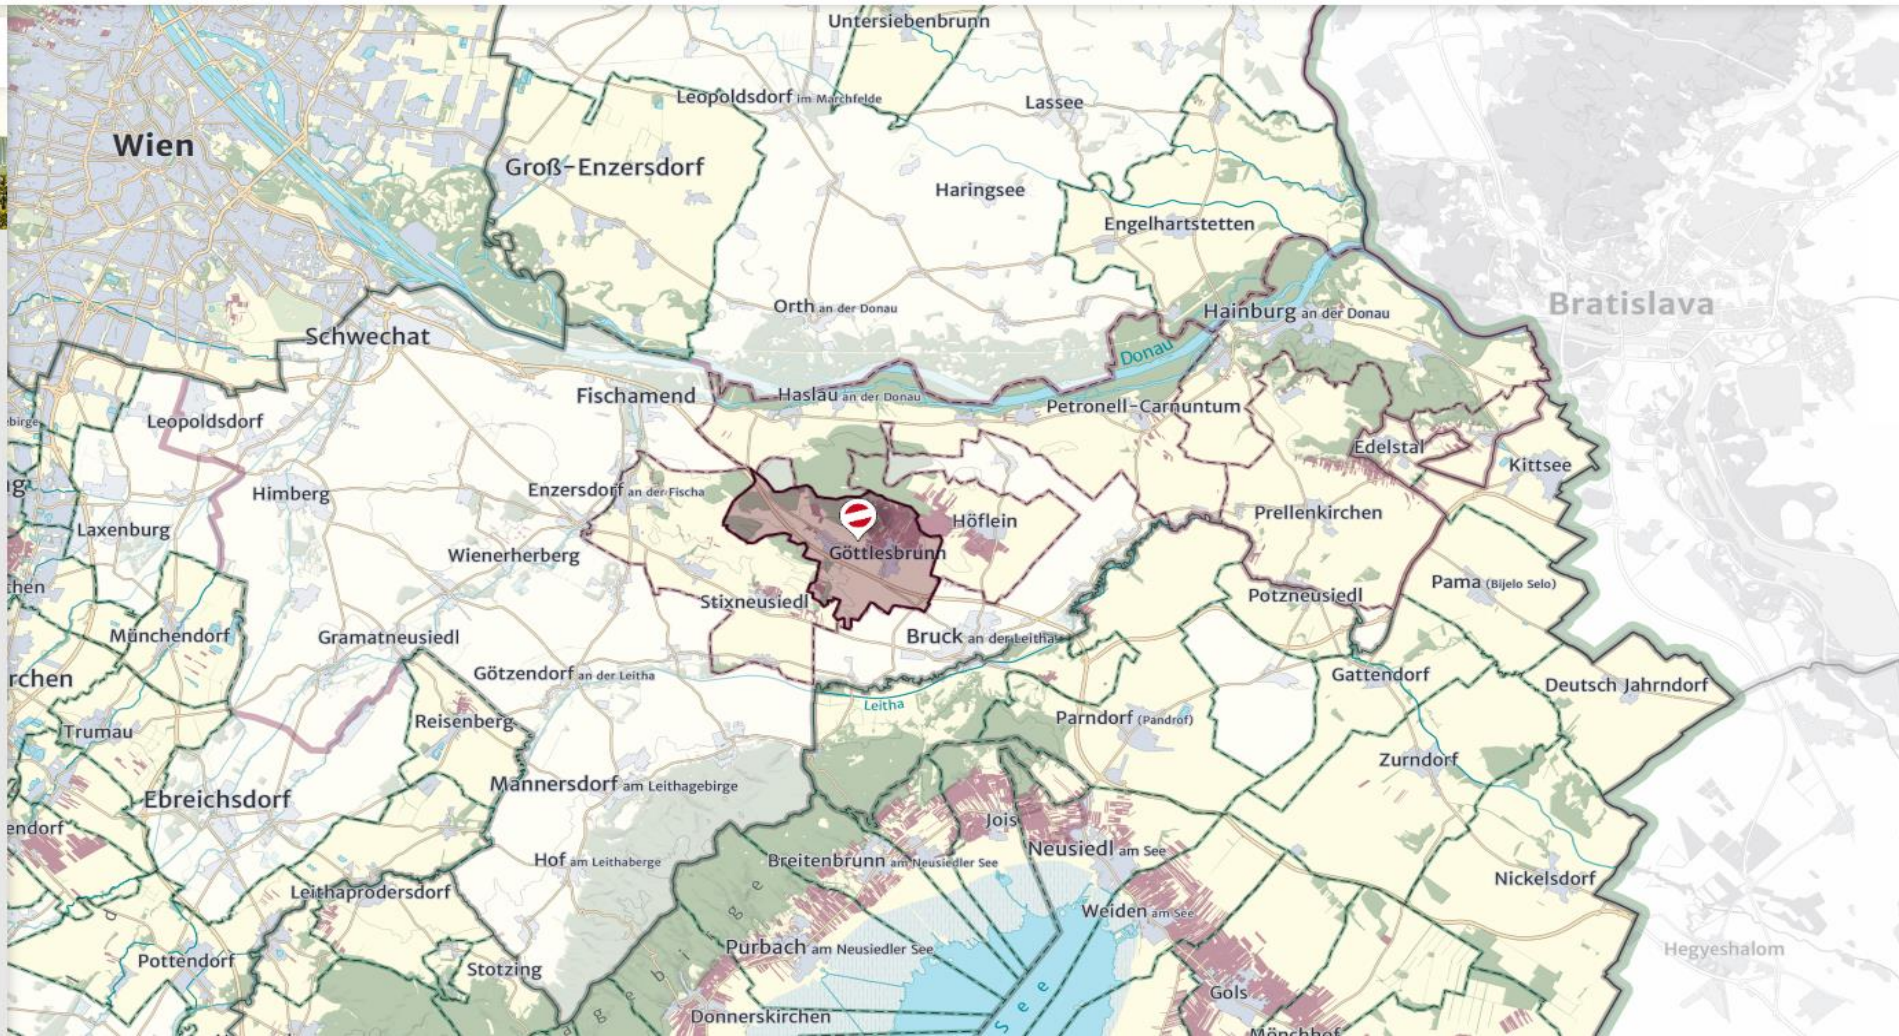 Untersiebenbrunn
Leopoldsdorf im Marchfelde
Lassee
Wien
Groß-Enzersdorf
Haringsee
Engelhartstetten
Orth an der Donau
Hainburg an der Donau
Bratislava
Schwechat
Donau
Fischamend
Haslau an der Donau
Petronell-Carnuntum
Leopoldsdorf
Edelstal
Kittsee
Himberg
Enzersdorf an der Fischa
Höflein
Prellenkirchen
Laxenburg
Wienerherberg
Göttlesbrunn
Pama (Bijelo Selo)
Stixneusiedl
Potzneusiedl
Münchendorf
Gramatneusiedl
Bruck an der Leitha
Götzendorf an der Leitha
Gattendorf
Deutsch Jahrndorf
rchen
Leitha
Reisenberg
Parndorf (Pandrof)
Trumau
Zurndorf
Mannersdorf am Leithagebirge
Ebreichsdorf
endorf
Jois
Neusiedl am See
Hof am Leithaberge
Breitenbrunn am Neusiedler See
Leithaprodersdorf
Nickelsdorf
Weiden am See
Purbach am Neusiedler See
Hegyeshalom
Pottendorf
Stotzing
Gols
See
Donnerskirchen
Mönchhof